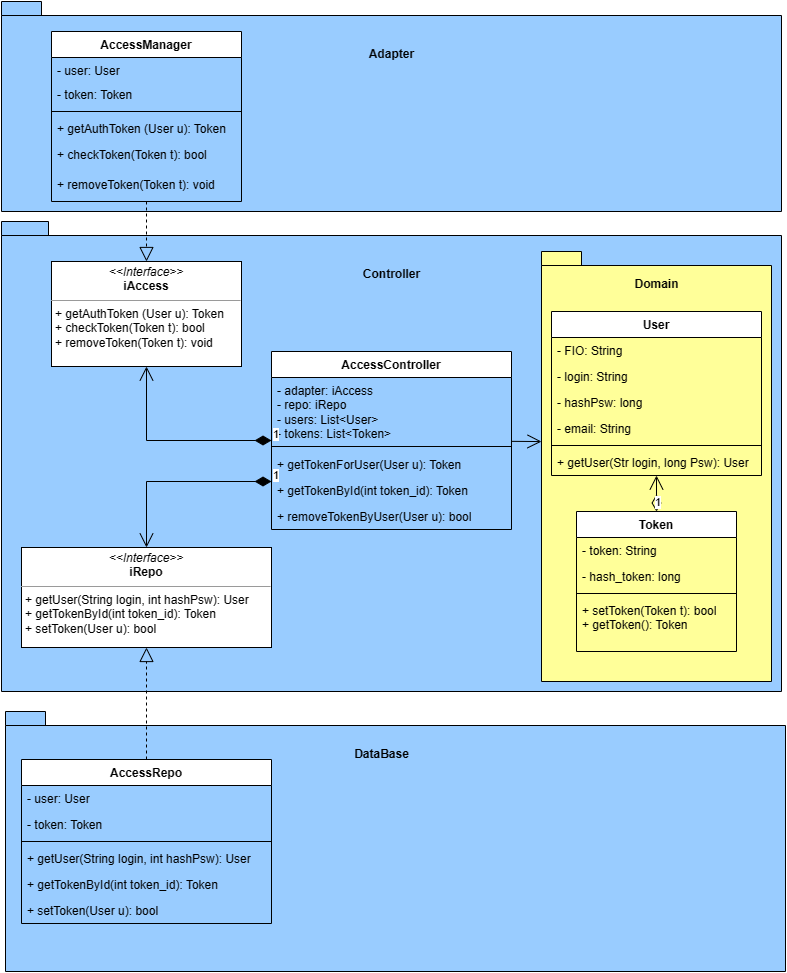 Adapter
AccessManager
- user: User
- token: Token
+ getAuthToken (User u): Token
+ checkToken(Token t): bool
+ removeToken(Token t): void
Controller
<<Interface>>
iAccess
+ getAuthToken (User u): Token
+ checkToken(Token t): bool
+ removeToken(Token t): void
AccessController
- adapter: iAccess
- repo: iRepo
- users: List<User>
- tokens: List<Token>
1
+ getTokenForUser(User u): Token
1
+ getTokenById(int token_id): Token
+ removeTokenByUser(User u): bool
Domain
User
- FIO: String
- login: String
- hashPsw: long
- email: String
+ getUser(Str login, long Psw): User
1
Token
- token: String
- hash_token: long
+ setToken(Token t): bool
+ getToken(): Token
<<Interface>>
iRepo
+ getUser(String login, int hashPsw): User
+ getTokenById(int token_id): Token
+ setToken(User u): bool
DataBase
AccessRepo
- user: User
- token: Token
+ getUser(String login, int hashPsw): User
+ getTokenById(int token_id): Token
+ setToken(User u): bool